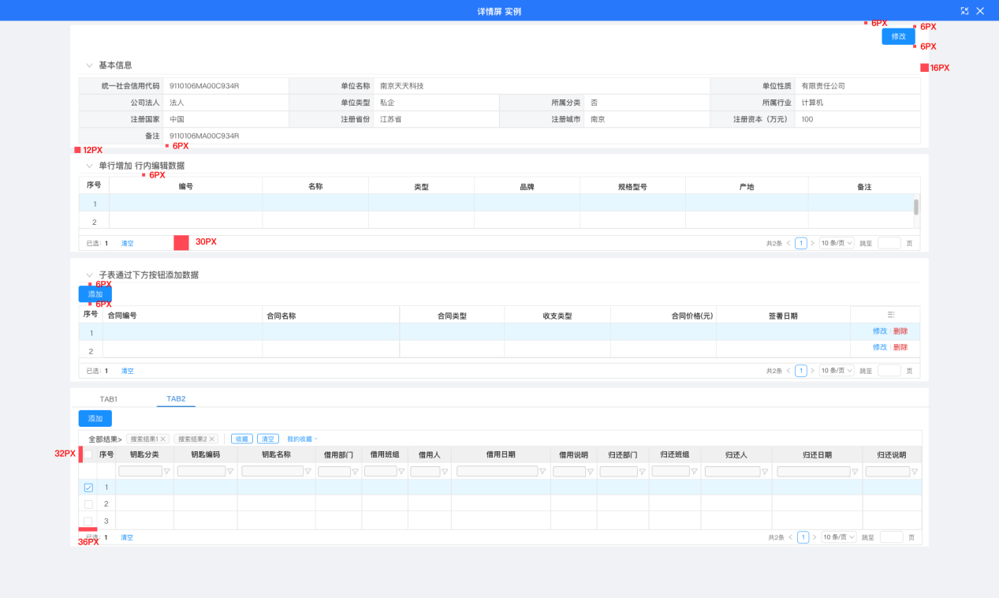 详情屏 实例
6PX
6PX
修改
6PX
基本信息
16PX
统一社会信用代码 9110106MA00C934R 单位名称 南京天天科技 单位性质 有限责任公司
公司法人 法人 单位类型 私企 所属分类 否 所属行业 计算机
注册国家 中国 注册省份 江苏省 注册城市 南京 注册资本（万元） 100
备注 9110106MA00C934R
12PX 6PX
单行增加 行内编辑数据
6PX
序号 编号 名称 类型 品牌 规格型号 产地 备注
1
2
已选: 1 清空 30PX 共2条 < 1 > 10 条/页 跳至 页
子表通过下方按钮添加数据
6PX
添加
6PX
序号 合同编号 合同名称 合同类型 收支类型 合同价格(元) 签署日期
1 修改 删除
2 修改 删除
已选: 1 清空 共2条 < 1 > 10 条/页 跳至 页
TAB1 TAB2
添加
全部结果> 搜索结果1 × 搜索结果2 × 收藏 清空 我的收藏
32PX 序号 钥匙分类 钥匙编码 钥匙名称 借用部门 借用班组 借用人 借用日期 借用说明 归还部门 归还班组 归还人 归还日期 归还说明
1
2
3
已选: 1 清空 共2条 < 1 > 10 条/页 跳至 页
36PX